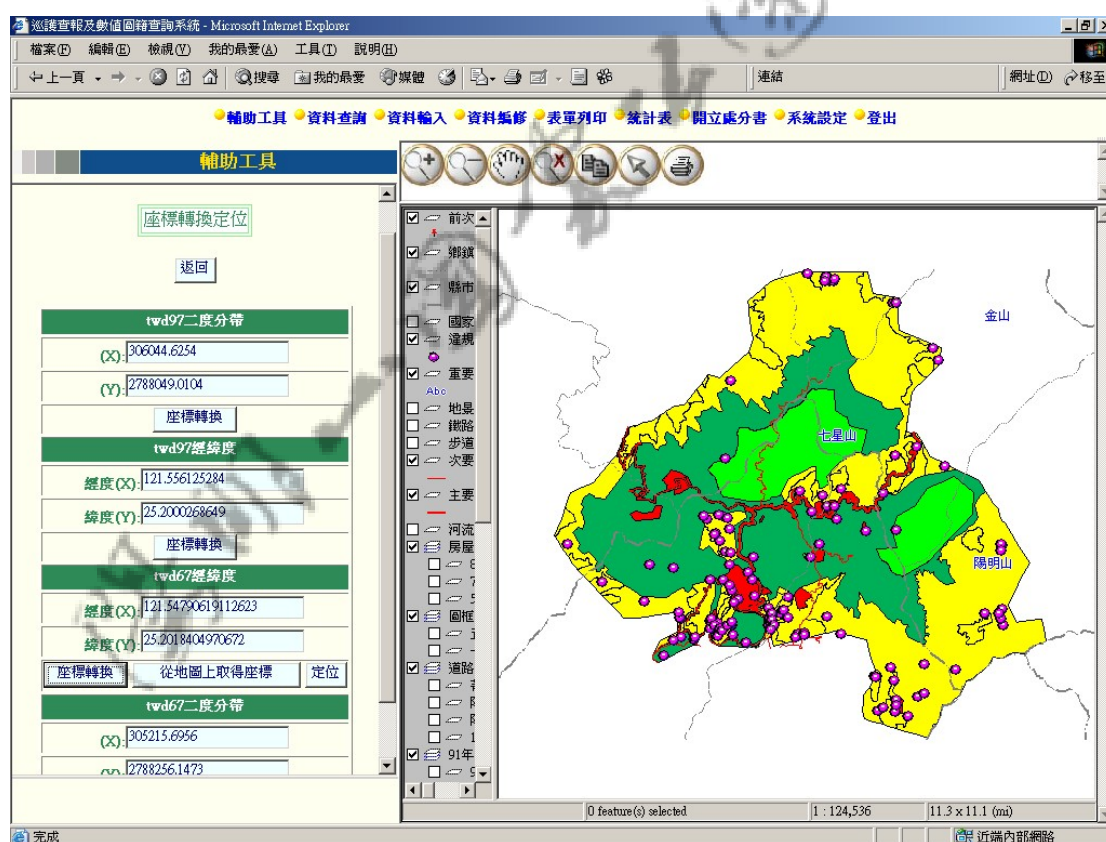 巡護查報及數值圖籍查詢系統 - Microsoft Internet Explorer
檔案(F) 編輯(E) 檢視(V) 我的最愛(A) 工具(T) 說明(H)
上一頁 搜尋 我的最愛 媒體 連結 網址(D) 移至
輔助工具 資料查詢 資料輸入 資料編修 表單列印 統計表 開立處分書 系統設定 登出
輔助工具
座標轉換定位
返回
twd97二度分帶
(X): 306044.6254
(Y): 2788049.0104
座標轉換
twd97經緯度
經度(X): 121.556125284
緯度(Y): 25.2000268649
座標轉換
twd67經緯度
經度(X): 121.54790619112623
緯度(Y): 25.2018404970672
座標轉換 從地圖上取得座標 定位
twd67二度分帶
(X): 305215.6956
(Y): 2788256.1473
前次
鄉鎮
縣市
國家
違規
重要
Abc
地景
鐵路
步道
次要
主要
河流
房屋
圖框
道路
91年
金山
七星山
陽明山
0 feature(s) selected 1 : 124,536 11.3 x 11.1 (mi)
完成 近端內部網路